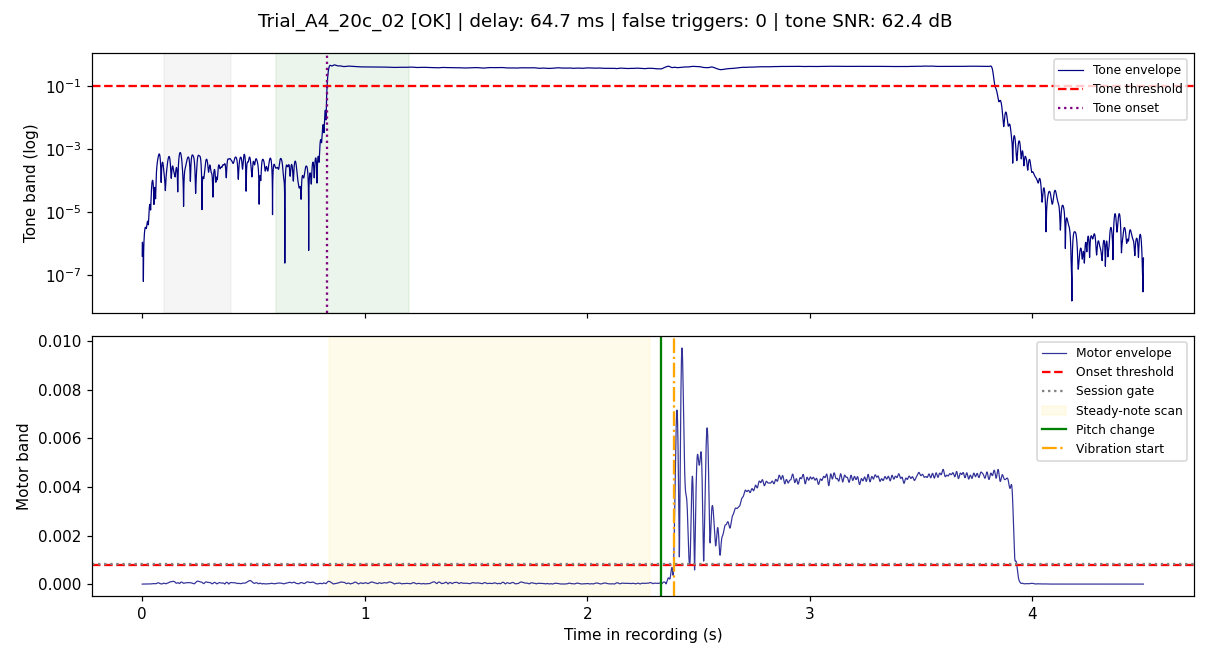 Trial_A4_20c_02 [OK] | delay: 64.7 ms | false triggers: 0 | tone SNR: 62.4 dB
Tone band (log)
10⁻¹
10⁻³
10⁻⁵
10⁻⁷
Tone envelope
Tone threshold
Tone onset
Motor band
0.010
0.008
0.006
0.004
0.002
0.000
Motor envelope
Onset threshold
Session gate
Steady-note scan
Pitch change
Vibration start
0 1 2 3 4
Time in recording (s)